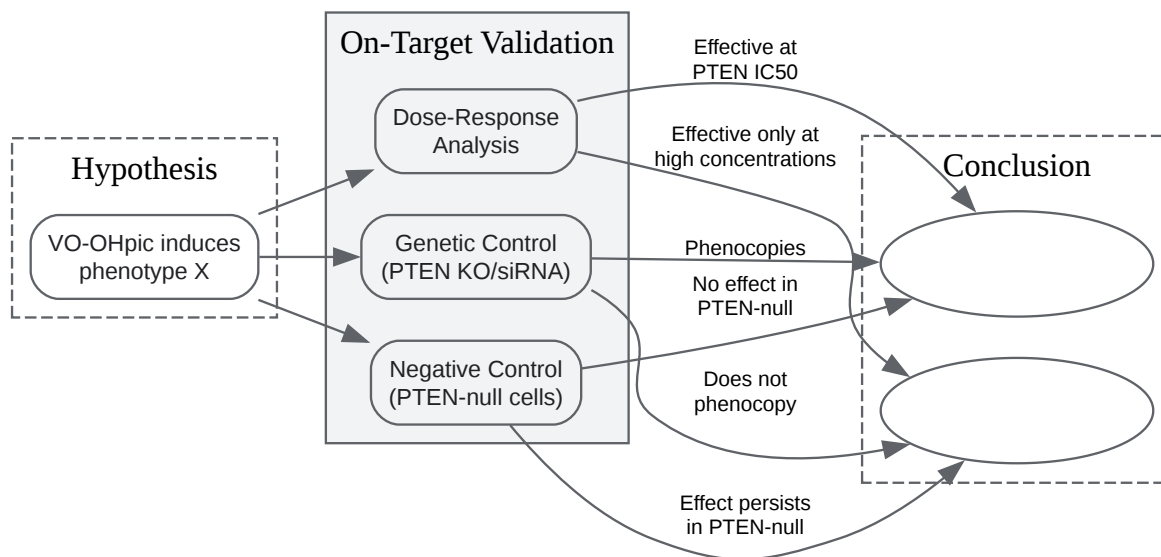 Hypothesis
VO-OHpic induces
phenotype X
On-Target Validation
Dose-Response
Analysis
Genetic Control
(PTEN KO/siRNA)
Negative Control
(PTEN-null cells)
Effective at
PTEN IC50
Effective only at
high concentrations
Phenocopies
No effect in
PTEN-null
Does not
phenocopy
Effect persists
in PTEN-null
Conclusion